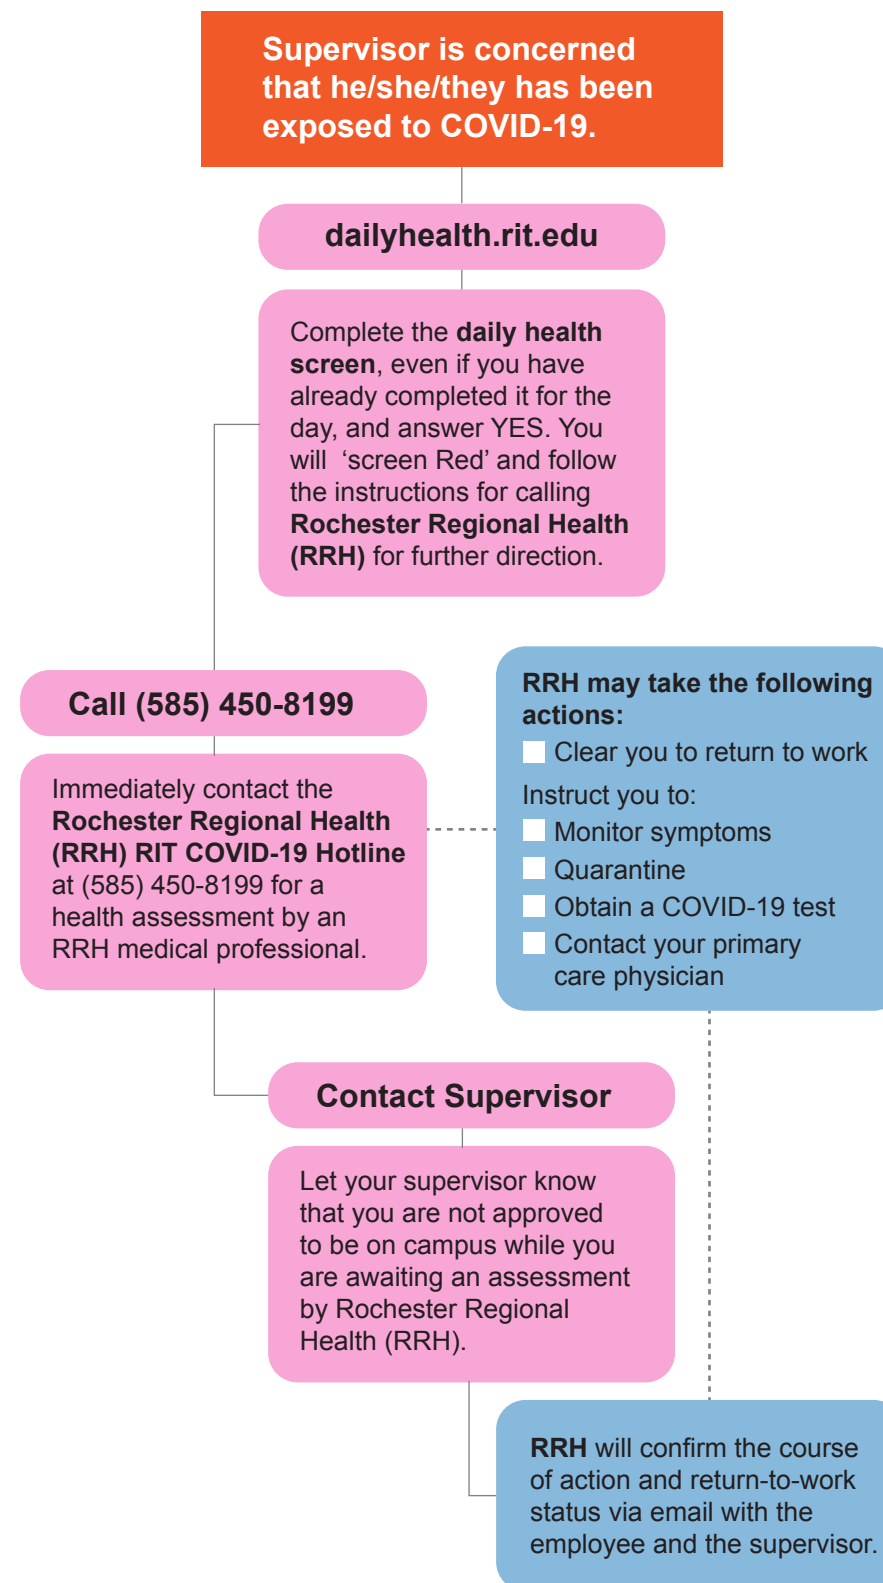 Supervisor is concerned
that he/she/they has been
exposed to COVID-19.
dailyhealth.rit.edu
Complete the daily health
screen, even if you have
already completed it for the
day, and answer YES. You
will ‘screen Red’ and follow
the instructions for calling
Rochester Regional Health
(RRH) for further direction.
Call (585) 450-8199
Immediately contact the
Rochester Regional Health
(RRH) RIT COVID-19 Hotline
at (585) 450-8199 for a
health assessment by an
RRH medical professional.
RRH may take the following
actions:
Clear you to return to work
Instruct you to:
Monitor symptoms
Quarantine
Obtain a COVID-19 test
Contact your primary
care physician
Contact Supervisor
Let your supervisor know
that you are not approved
to be on campus while you
are awaiting an assessment
by Rochester Regional
Health (RRH).
RRH will confirm the course
of action and return-to-work
status via email with the
employee and the supervisor.